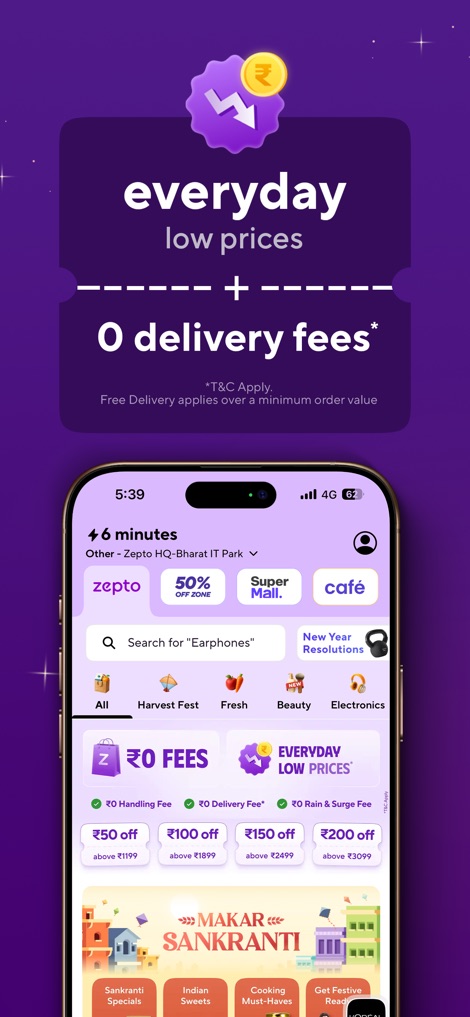 ₹
everyday
low prices
+
0 delivery fees*
*T&C Apply.
Free Delivery applies over a minimum order value
5:39
4G 62
6 minutes
Other - Zepto HQ-Bharat IT Park
zepto
50%
OFF ZONE
Super
Mall.
café
Search for "Earphones"
New Year
Resolutions
NEW
All
Harvest Fest
Fresh
Beauty
Electronics
Z
₹0 FEES
₹
EVERYDAY
LOW PRICES*
*T&C Apply
₹0 Handling Fee
₹0 Delivery Fee*
₹0 Rain & Surge Fee
₹50 off
above ₹1199
₹100 off
above ₹1899
₹150 off
above ₹2499
₹200 off
above ₹3099
MAKAR
SANKRANTI
Sankranti
Specials
Indian
Sweets
Cooking
Must-Haves
Get Festive